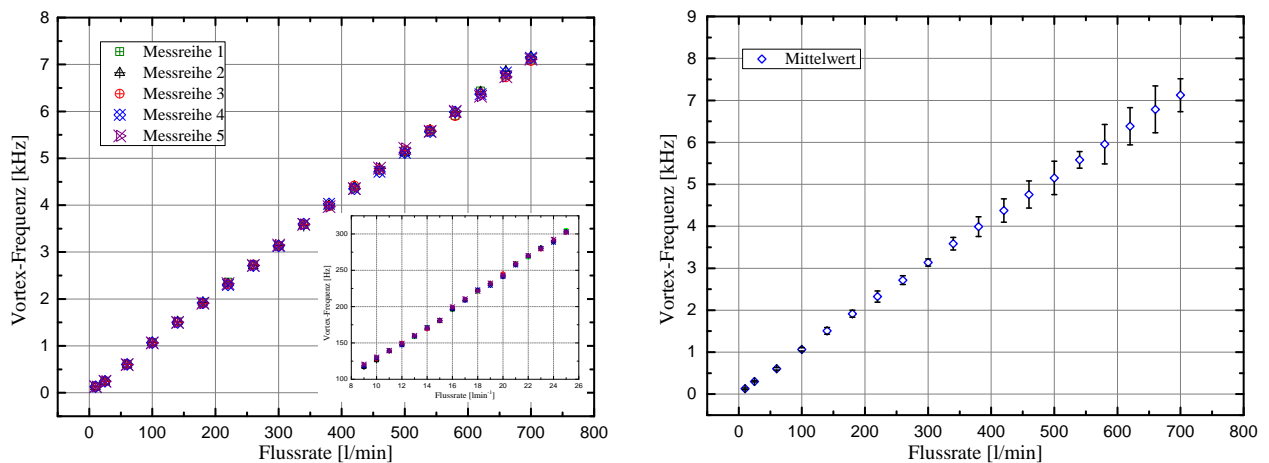 8
7
6
5
4
3
2
1
0
Vortex-Frequenz [kHz]
Messreihe 1
Messreihe 2
Messreihe 3
Messreihe 4
Messreihe 5
300
250
200
150
100
Vortex-Frequenz [Hz]
8 10 12 14 16 18 20 22 24 26
Flussrate [lmin⁻¹]
0 100 200 300 400 500 600 700 800
Flussrate [l/min]
9
8
7
6
5
4
3
2
1
0
Vortex-Frequenz [kHz]
Mittelwert
0 100 200 300 400 500 600 700 800
Flussrate [l/min]